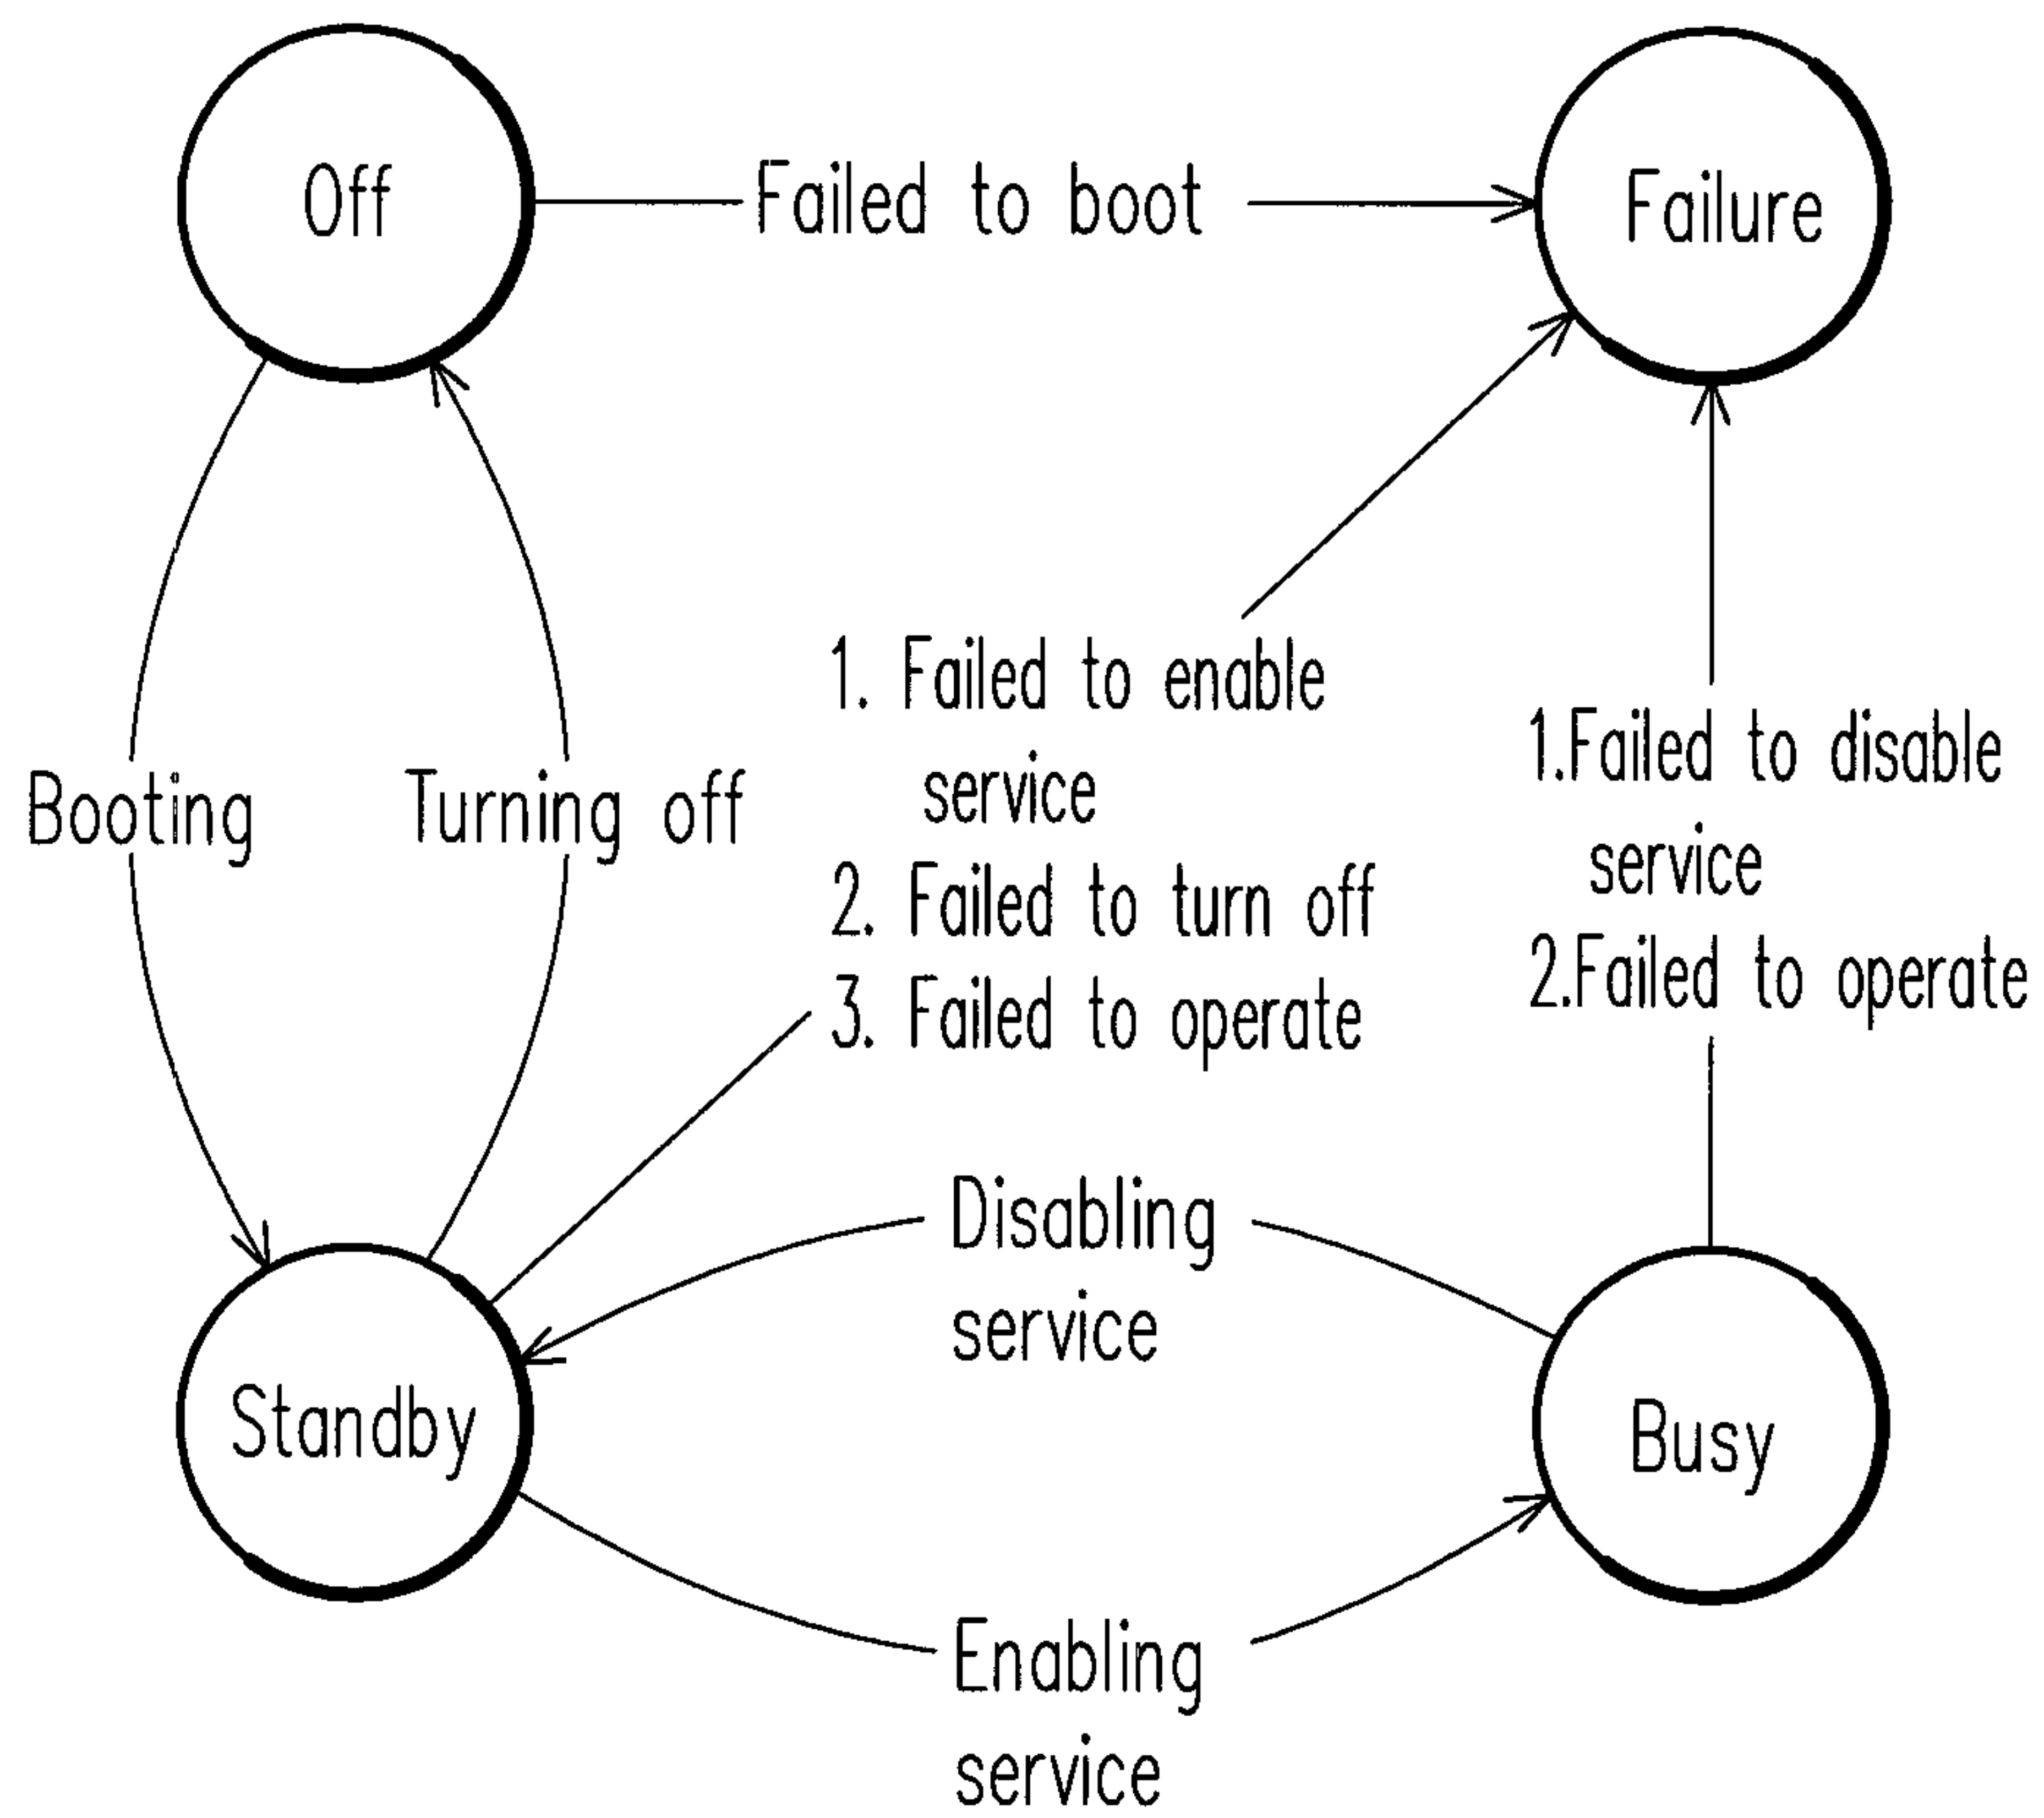 Off
Failed to boot
Failure
1. Failed to enable
service
2. Failed to turn off
3. Failed to operate
1.Failed to disable
service
2.Failed to operate
Booting
Turning off
Disabling
service
Standby
Busy
Enabling
service